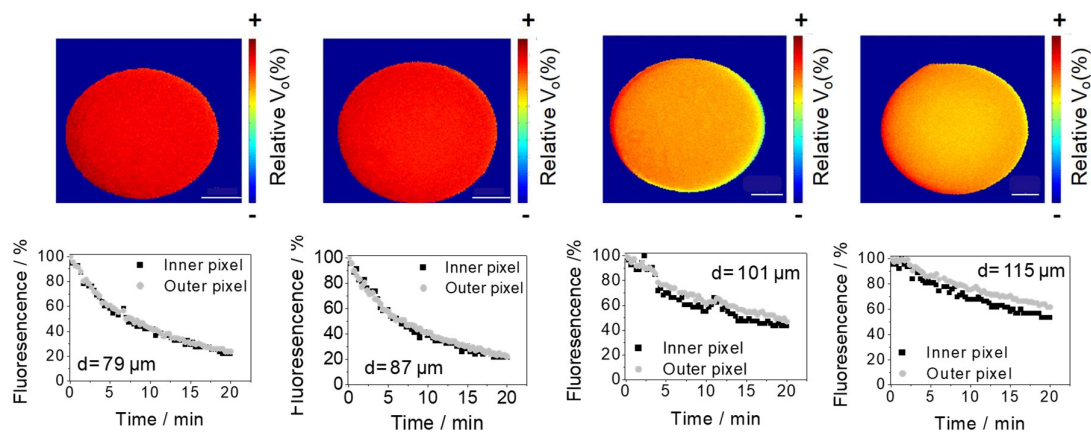 +
Relative Vo(%)
-
+
Relative Vo(%)
-
+
Relative Vo(%)
-
+
Relative Vo(%)
-
Fluorescence / %
100
80
60
40
20
0
Inner pixel
Outer pixel
d= 79 µm
0 5 10 15 20
Time / min
Fluorescence / %
100
80
60
40
20
0
Inner pixel
Outer pixel
d= 87 µm
0 5 10 15 20
Time / min
Fluorescence / %
100
80
60
40
20
0
d= 101 µm
Inner pixel
Outer pixel
0 5 10 15 20
Time / min
Fluorescence / %
100
80
60
40
20
0
d= 115 µm
Inner pixel
Outer pixel
0 5 10 15 20
Time / min